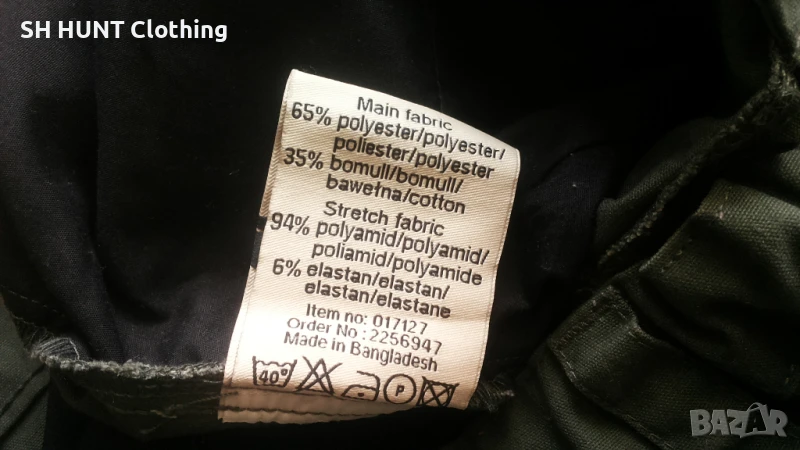 SH HUNT Clothing
Main fabric
65% polyester/polyester/
poliester/polyester
35% bomull/bomull/
bawełna/cotton
Stretch fabric
94% polyamid/polyamid/
poliamid/polyamide
6% elastan/elastan/
elastan/elastane
Item no: 017127
Order No : 2256947
Made in Bangladesh
40°
P
BAZAR